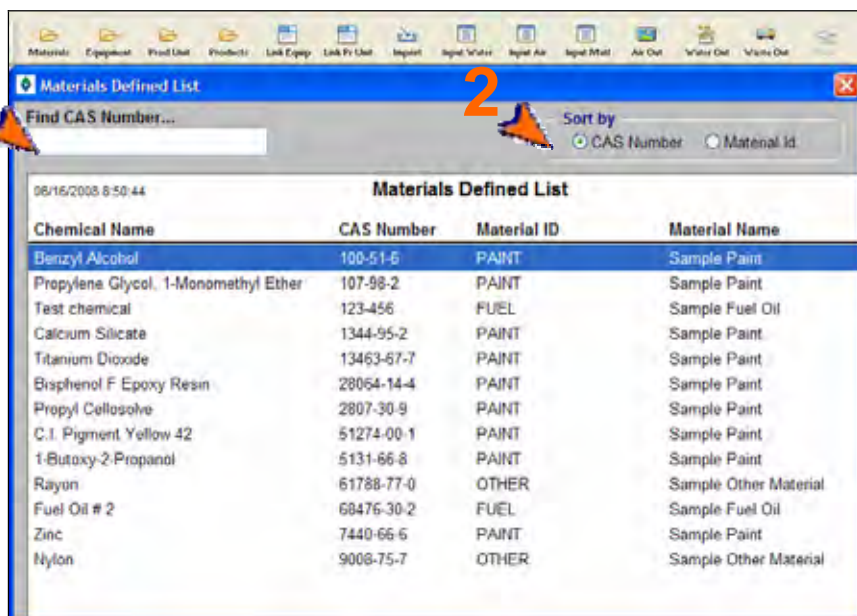 Materials Equipment Prod Unit Products Link Equip Link Pr Unit Import Input Water Input Air Input Matl Air Out Water Out Waste Out
Materials Defined List
2
Find CAS Number...
Sort by
CAS Number Material Id
06/16/2008 8:50:44 Materials Defined List
Chemical Name CAS Number Material ID Material Name
Benzyl Alcohol 100-51-6 PAINT Sample Paint
Propylene Glycol, 1-Monomethyl Ether 107-98-2 PAINT Sample Paint
Test chemical 123-456 FUEL Sample Fuel Oil
Calcium Silicate 1344-95-2 PAINT Sample Paint
Titanium Dioxide 13463-67-7 PAINT Sample Paint
Bisphenol F Epoxy Resin 28064-14-4 PAINT Sample Paint
Propyl Cellosolve 2807-30-9 PAINT Sample Paint
C.I. Pigment Yellow 42 51274-00-1 PAINT Sample Paint
1-Butoxy-2-Propanol 5131-66-8 PAINT Sample Paint
Rayon 61788-77-0 OTHER Sample Other Material
Fuel Oil # 2 68476-30-2 FUEL Sample Fuel Oil
Zinc 7440-66-6 PAINT Sample Paint
Nylon 9008-75-7 OTHER Sample Other Material